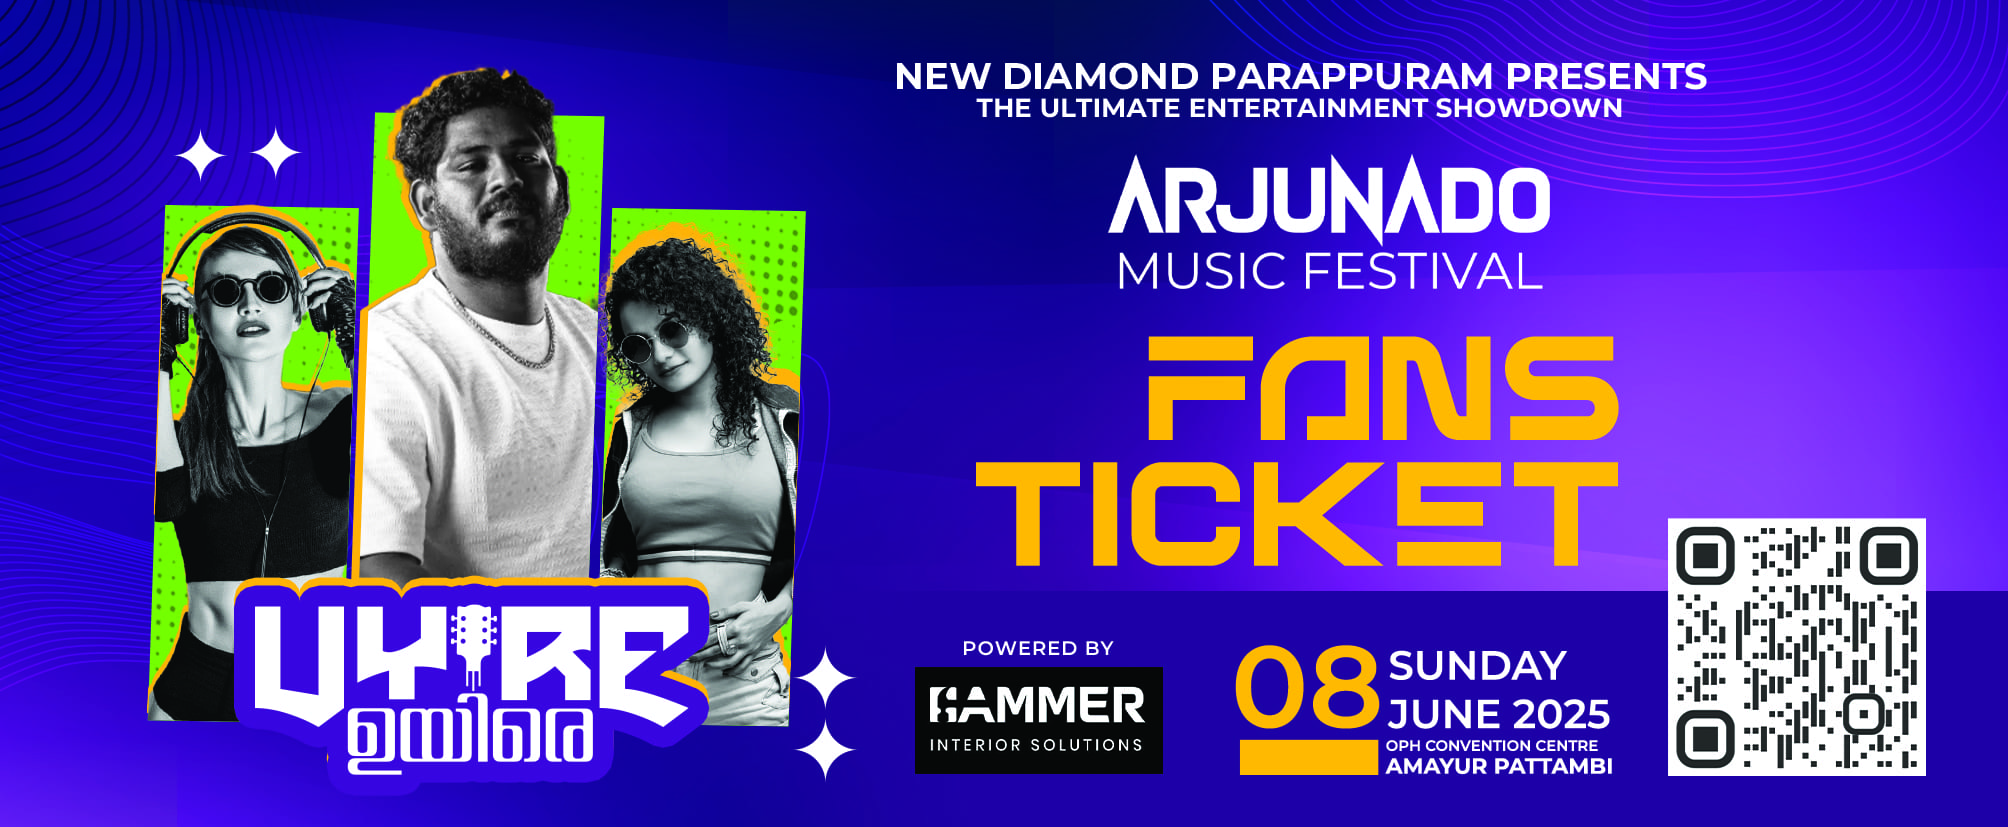 NEW DIAMOND PARAPPURAM PRESENTS
THE ULTIMATE ENTERTAINMENT SHOWDOWN
ARJUNADO
MUSIC FESTIVAL
FANS
TICKET
UYIRE
ഉയിരെ
POWERED BY
HAMMER
INTERIOR SOLUTIONS
08 SUNDAY
JUNE 2025
OPH CONVENTION CENTRE
AMAYUR PATTAMBI